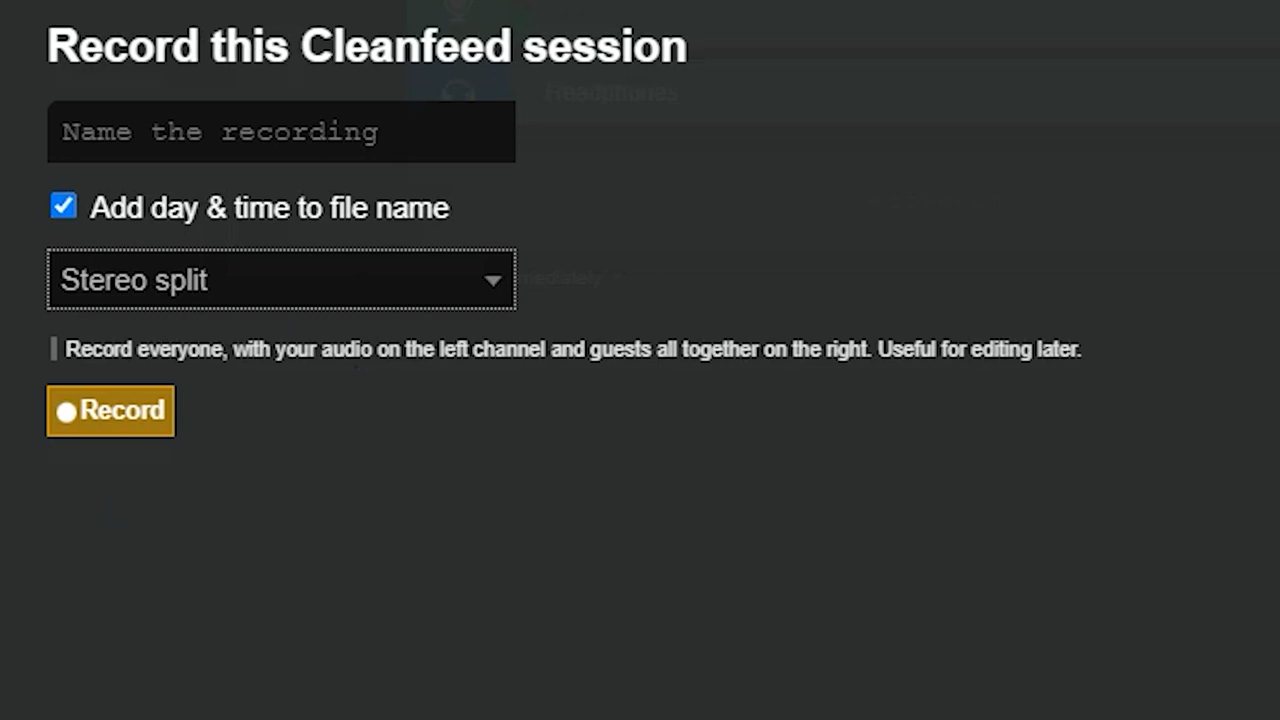 Record this Cleanfeed session
Headphones
Name the recording
Add day & time to file name
Stereo split
Record everyone, with your audio on the left channel and guests all together on the right. Useful for editing later.
Record